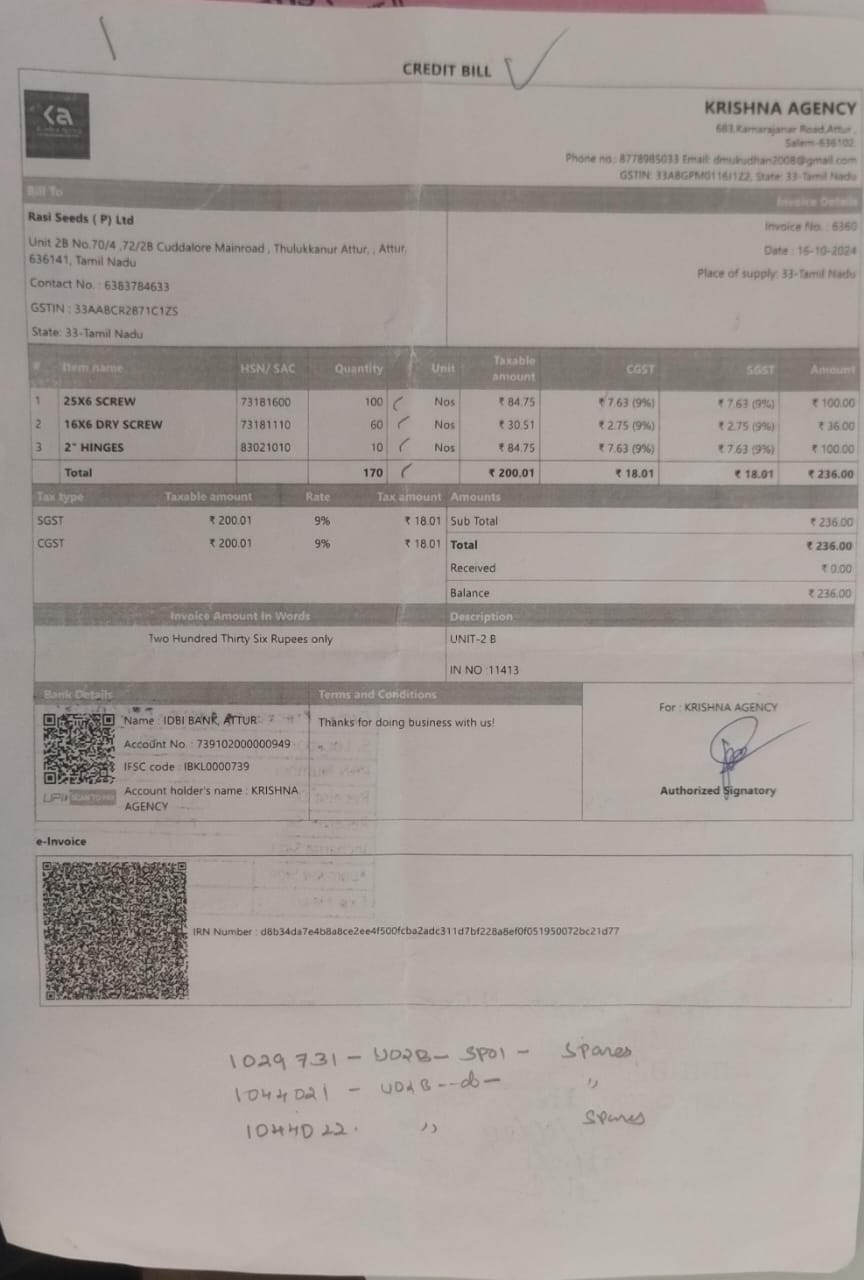 CREDIT BILL
ka
KRISHNA AGENCY
683,Kamarajanar Road,Attur ,
Salem-636102
Phone no.: 8778985033 Email: dmukudhan2008@gmail.com
GSTIN: 33ABGPM0116J1Z2, State: 33-Tamil Nadu
Bill To
Invoice Details
Rasi Seeds ( P) Ltd
Invoice No. : 6360
Unit 2B No.70/4 ,72/2B Cuddalore Mainroad , Thulukkanur Attur, , Attur,
Date : 16-10-2024
636141, Tamil Nadu
Place of supply: 33-Tamil Nadu
Contact No. : 6383784633
GSTIN : 33AABCR2871C1ZS
State: 33-Tamil Nadu
# Item name HSN/ SAC Quantity Unit Taxable amount CGST SGST Amount
1 25X6 SCREW 73181600 100 Nos ₹ 84.75 ₹ 7.63 (9%) ₹ 7.63 (9%) ₹ 100.00
2 16X6 DRY SCREW 73181110 60 Nos ₹ 30.51 ₹ 2.75 (9%) ₹ 2.75 (9%) ₹ 36.00
3 2" HINGES 83021010 10 Nos ₹ 84.75 ₹ 7.63 (9%) ₹ 7.63 (9%) ₹ 100.00
Total 170 ₹ 200.01 ₹ 18.01 ₹ 18.01 ₹ 236.00
Tax type Taxable amount Rate Tax amount Amounts
SGST ₹ 200.01 9% ₹ 18.01 Sub Total ₹ 236.00
CGST ₹ 200.01 9% ₹ 18.01 Total ₹ 236.00
Received ₹ 0.00
Balance ₹ 236.00
Invoice Amount In Words Description
Two Hundred Thirty Six Rupees only UNIT-2 B
IN NO :11413
Bank Details Terms and Conditions
For : KRISHNA AGENCY
Name : IDBI BANK, ATTUR Thanks for doing business with us!
Account No. : 739102000000949
IFSC code : IBKL0000739
UPI SCAN TO PAY Account holder's name : KRISHNA
AGENCY
Authorized Signatory
e-Invoice
IRN Number : d8b34da7e4b8a8ce2ee4f500fcba2adc311d7bf228a8ef0f051950072bc21d77
1029731 - U02B - SP01 - Spares
1044021 - U02B - do - "
1044022. " Spares